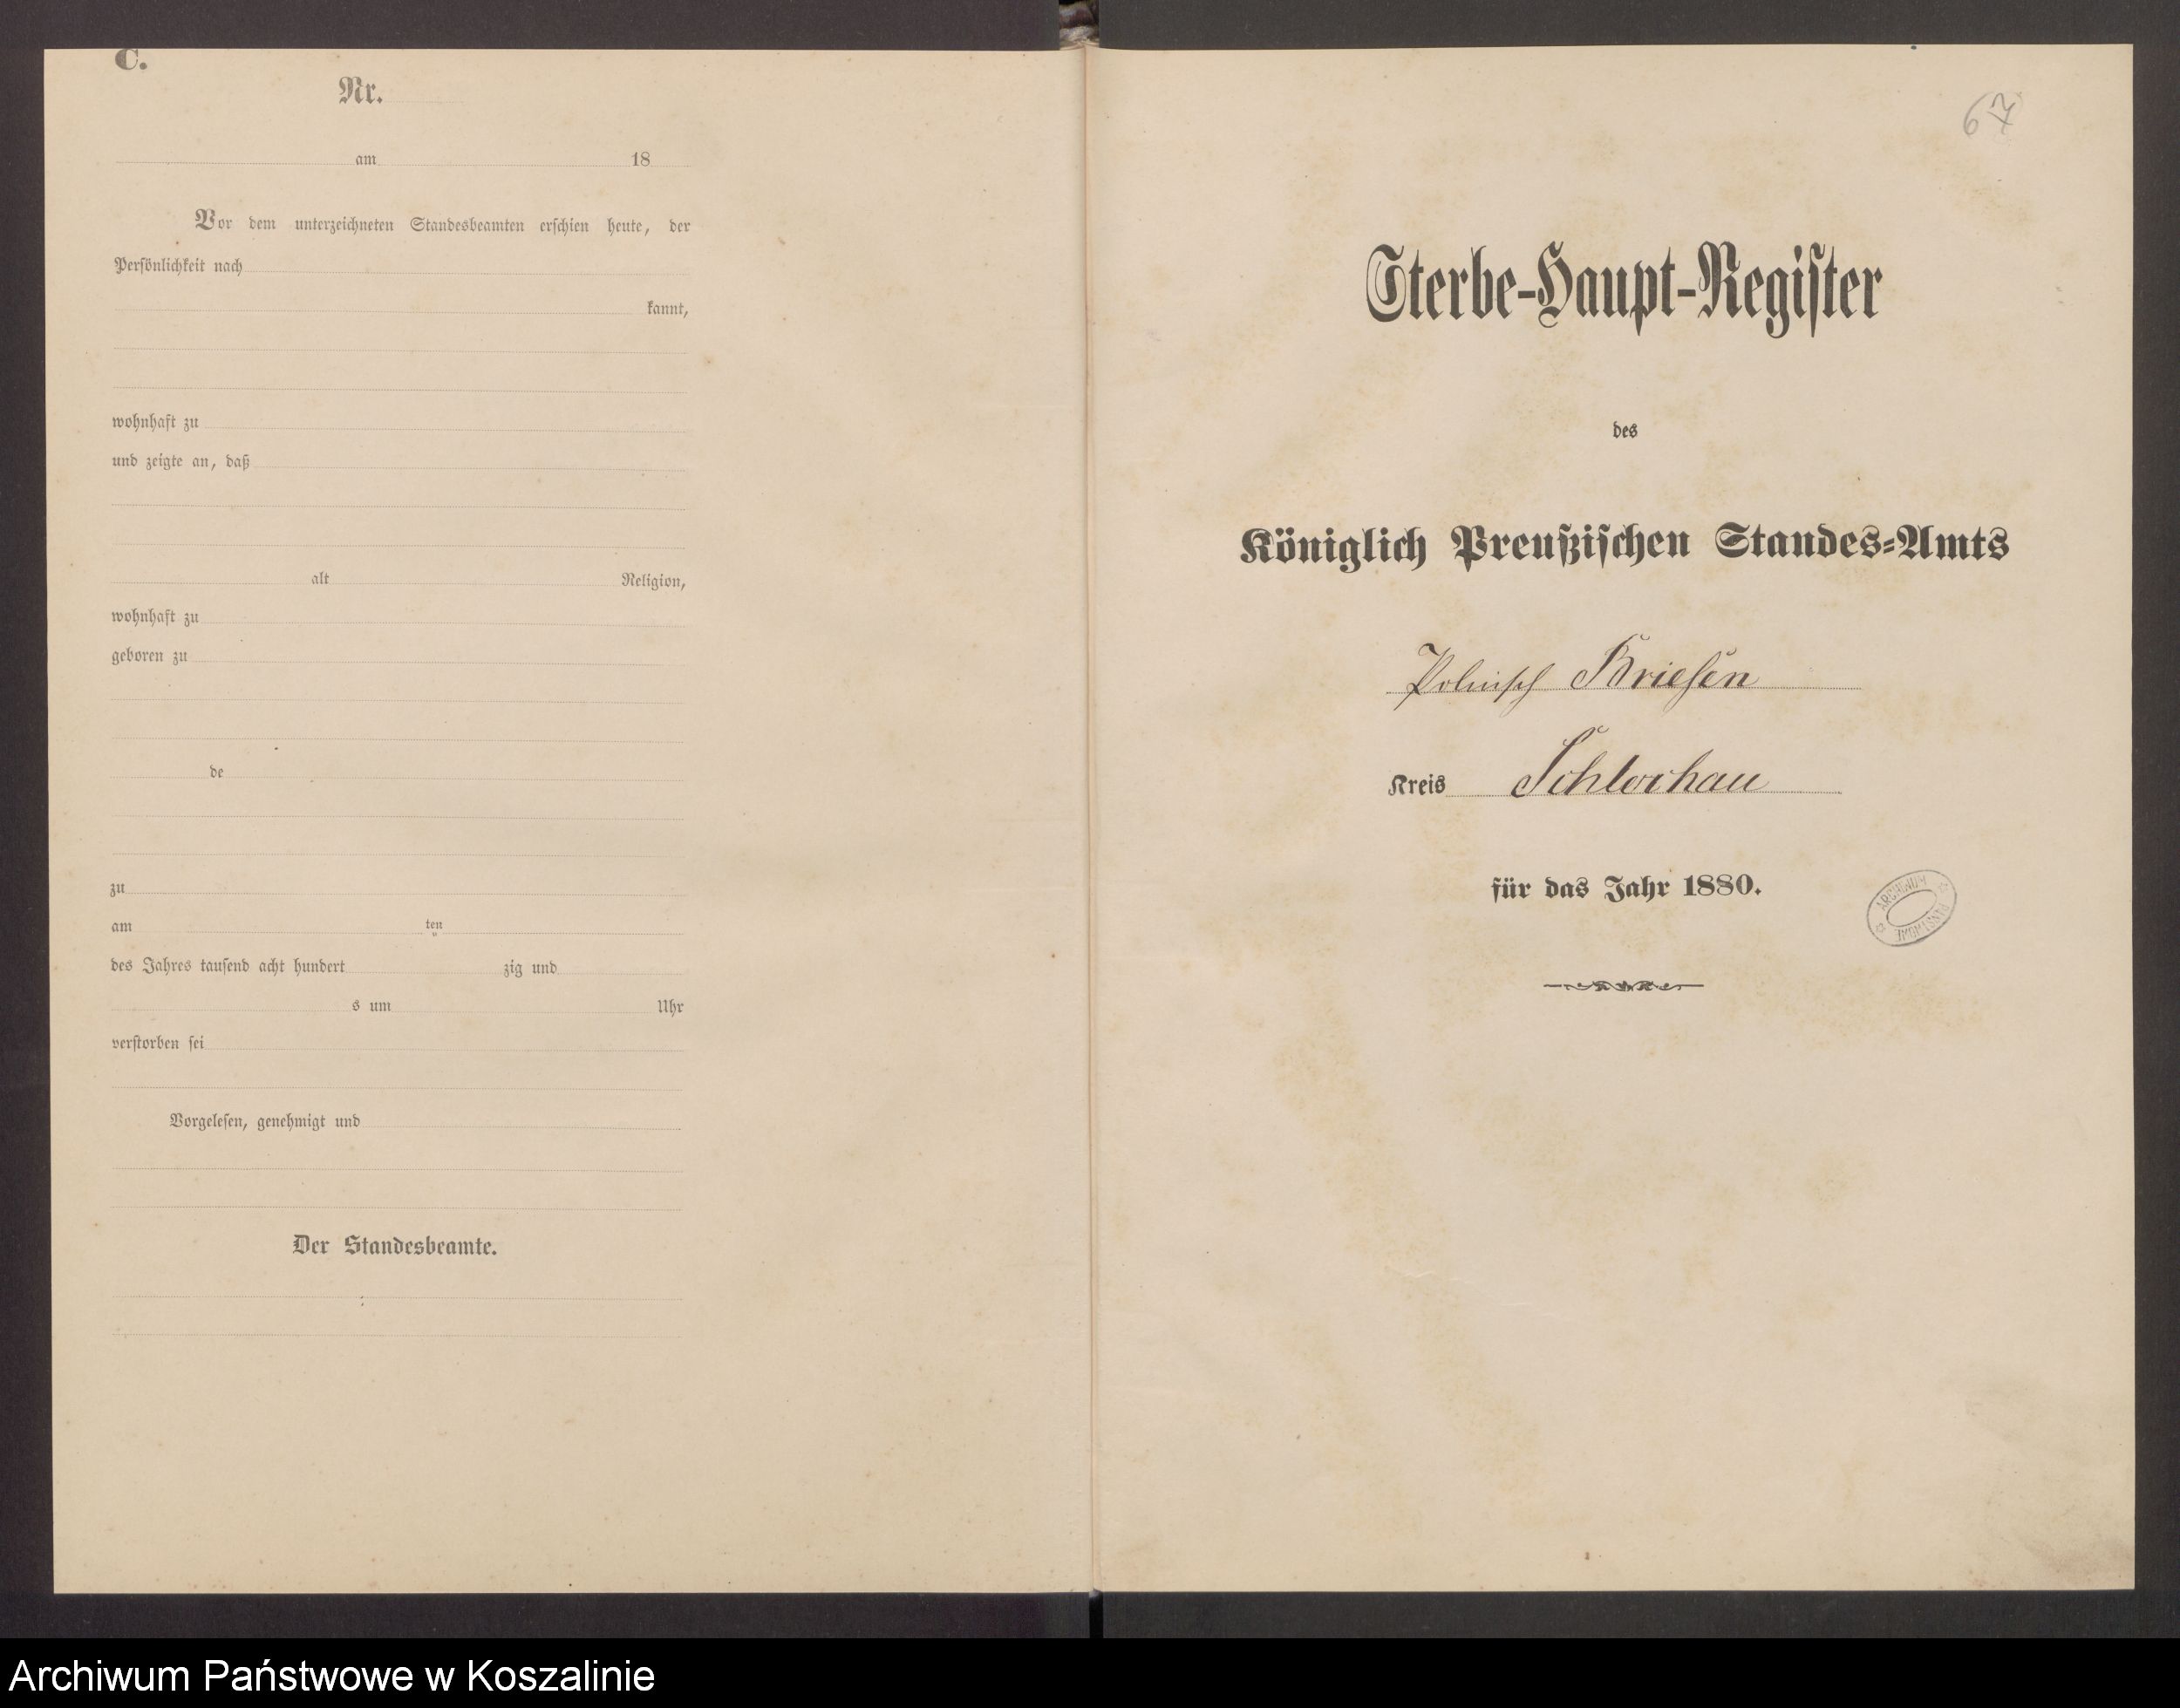 C.
Nr.
am 18
Vor dem unterzeichneten Standesbeamten erschien heute, der
Persönlichkeit nach
kannt,
wohnhaft zu
und zeigte an, daß
alt Religion,
wohnhaft zu
geboren zu
de
zu
am ten
des Jahres tausend acht hundert zig und
s um Uhr
verstorben sei
Vorgelesen, genehmigt und
Der Standesbeamte.
67
Sterbe-Haupt-Register
des
Königlich Preußischen Standes-Amts
Polnisch Briesen
Kreis Schlochau
für das Jahr 1880.
ARCHIWUM
PAŃSTWOWE
Archiwum Państwowe w Koszalinie